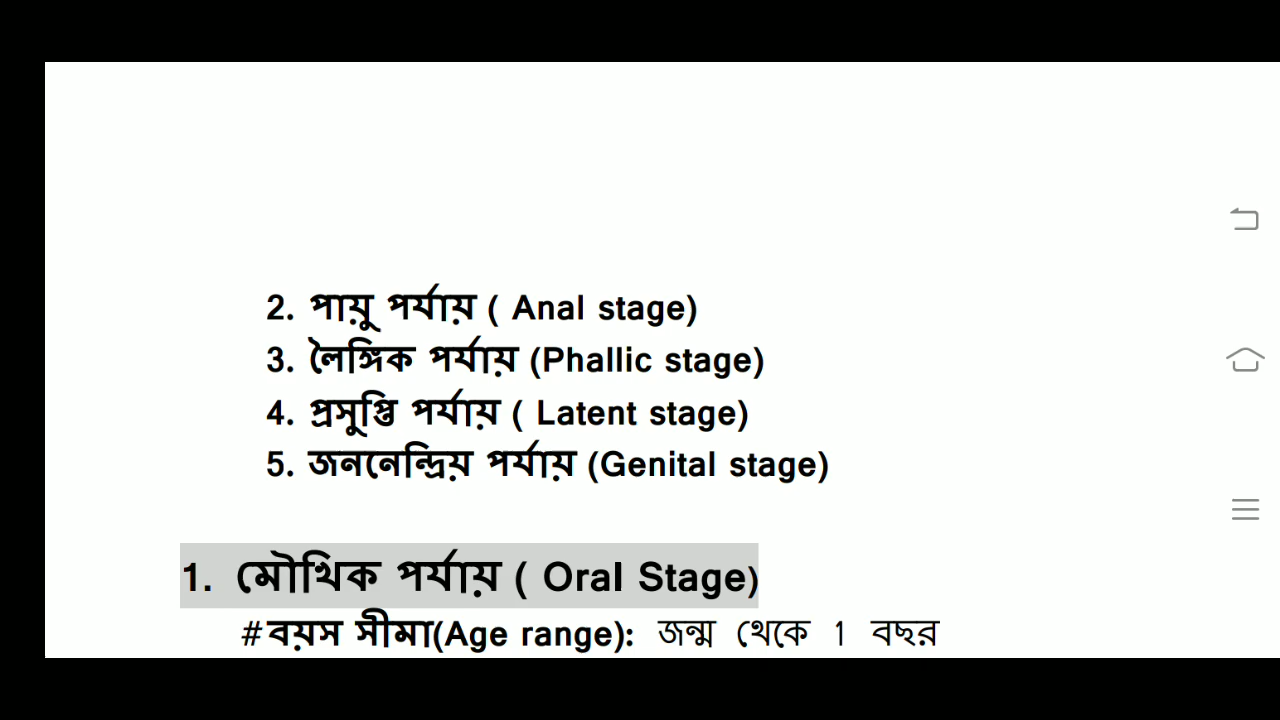 2. পায়ু পর্যায় ( Anal stage)
3. লৈঙ্গিক পর্যায় (Phallic stage)
4. প্রসুপ্তি পর্যায় ( Latent stage)
5. জননেন্দ্রিয় পর্যায় (Genital stage)
1. মৌখিক পর্যায় ( Oral Stage)
#বয়স সীমা(Age range): জন্ম থেকে 1 বছর